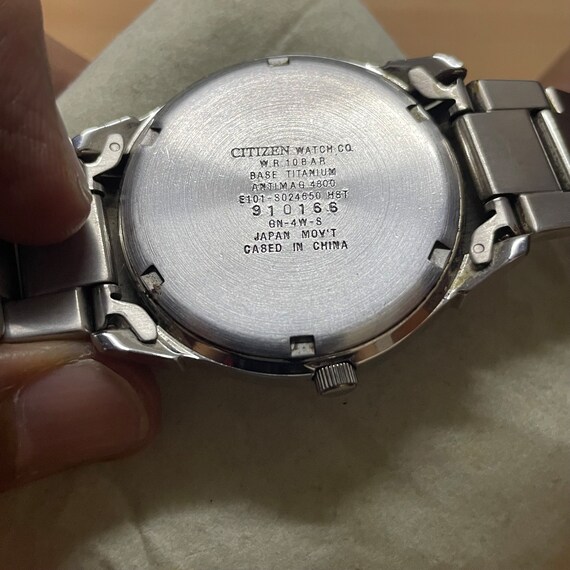 CITIZEN WATCH CO.
W.R.10BAR
BASE TITANIUM
ANTIMAG 4800
E101-S024650 HST
910166
GN-4W-S
JAPAN MOV'T
CASED IN CHINA